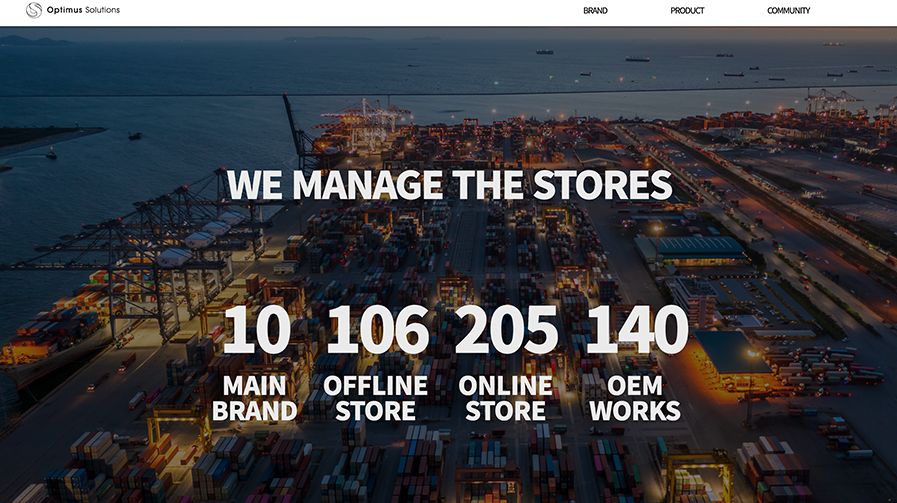 Optimus Solutions
BRAND PRODUCT COMMUNITY
WE MANAGE THE STORES
10 106 205 140
MAIN OFFLINE ONLINE OEM
BRAND STORE STORE WORKS